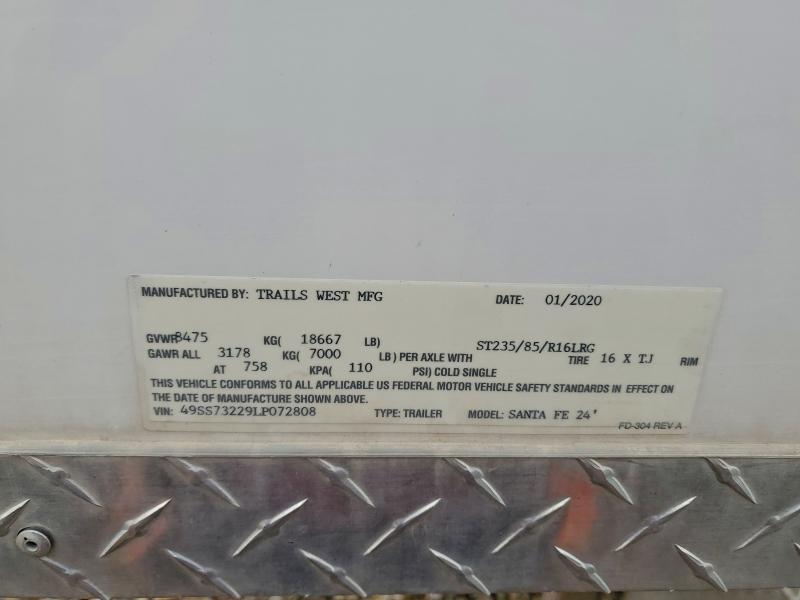 MANUFACTURED BY: TRAILS WEST MFG DATE: 01/2020
GVWR 8475 KG( 18667 LB) ST235/85/R16LRG
GAWR ALL 3178 KG( 7000 LB) PER AXLE WITH TIRE 16 X TJ RIM
AT 758 KPA( 110 PSI) COLD SINGLE
THIS VEHICLE CONFORMS TO ALL APPLICABLE US FEDERAL MOTOR VEHICLE SAFETY STANDARDS IN EFFECT ON
THE DATE OF MANUFACTURE SHOWN ABOVE.
VIN: 49SS73229LP072808 TYPE: TRAILER MODEL: SANTA FE 24'
FD-304 REV A